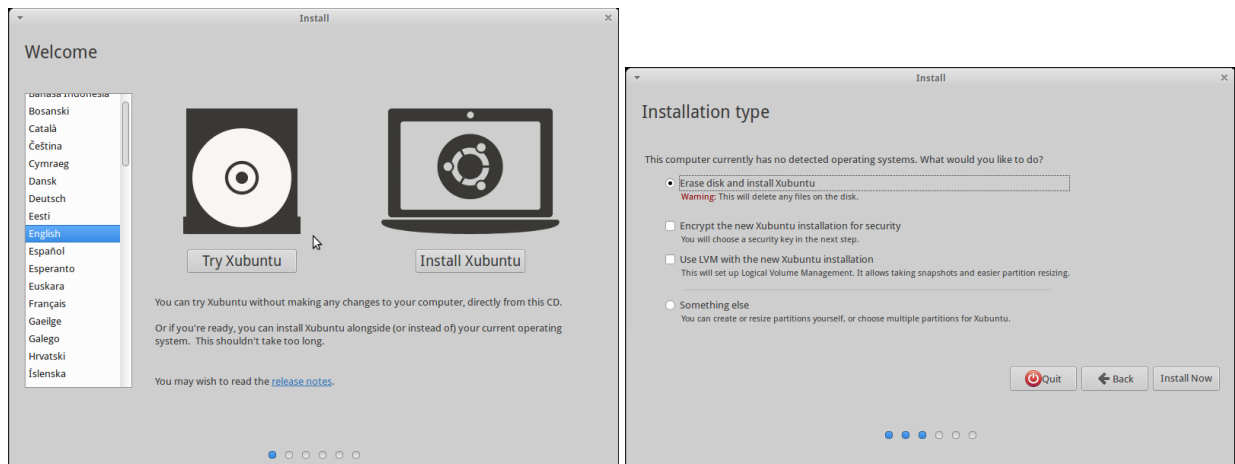 Install
Welcome
Bahasa Indonesia
Bosanski
Català
Čeština
Cymraeg
Dansk
Deutsch
Eesti
English
Español
Esperanto
Euskara
Français
Gaeilge
Galego
Hrvatski
Íslenska
Try Xubuntu
Install Xubuntu
You can try Xubuntu without making any changes to your computer, directly from this CD.
Or if you're ready, you can install Xubuntu alongside (or instead of) your current operating
system. This shouldn't take too long.
You may wish to read the release notes.
Install
Installation type
This computer currently has no detected operating systems. What would you like to do?
Erase disk and install Xubuntu
Warning: This will delete any files on the disk.
Encrypt the new Xubuntu installation for security
You will choose a security key in the next step.
Use LVM with the new Xubuntu installation
This will set up Logical Volume Management. It allows taking snapshots and easier partition resizing.
Something else
You can create or resize partitions yourself, or choose multiple partitions for Xubuntu.
Quit
Back
Install Now